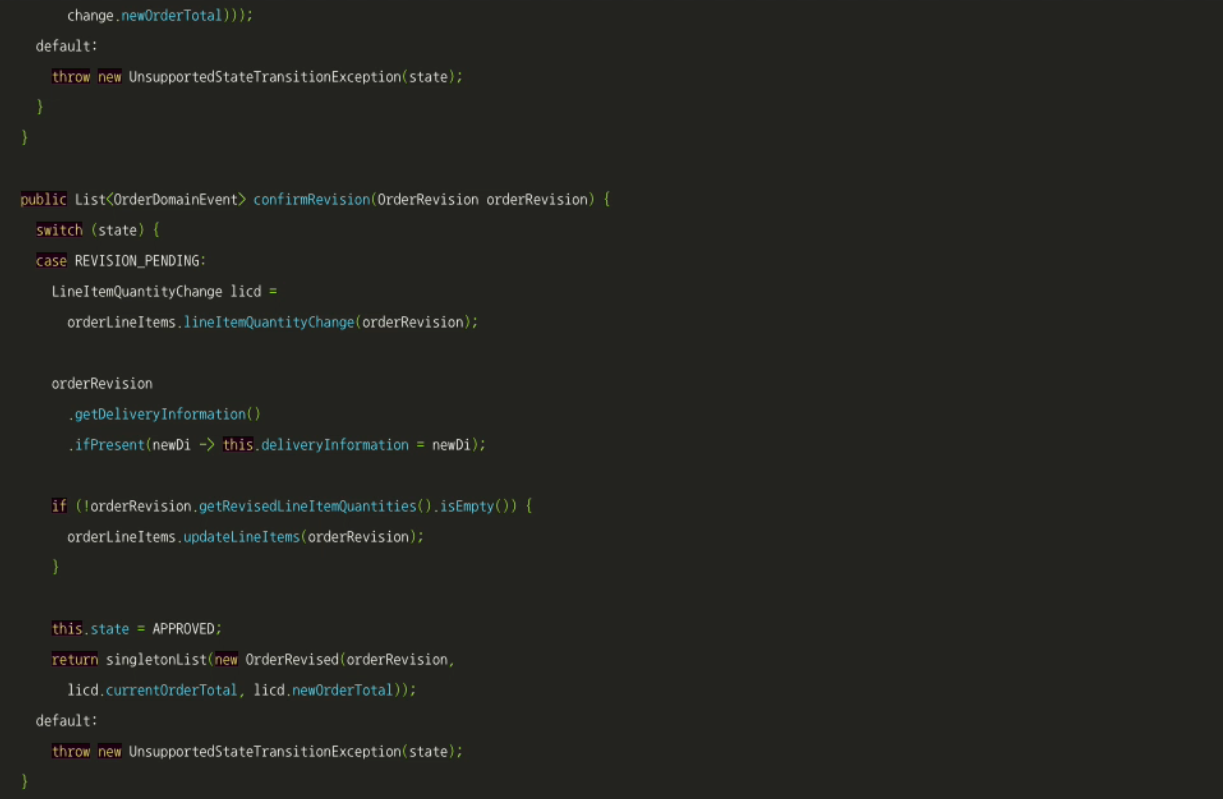 change.newOrderTotal)));
default:
throw new UnsupportedStateTransitionException(state);
}
}
public List<OrderDomainEvent> confirmRevision(OrderRevision orderRevision) {
switch (state) {
case REVISION_PENDING:
LineItemQuantityChange licd =
orderLineItems.lineItemQuantityChange(orderRevision);
orderRevision
.getDeliveryInformation()
.ifPresent(newDi -> this.deliveryInformation = newDi);
if (!orderRevision.getRevisedLineItemQuantities().isEmpty()) {
orderLineItems.updateLineItems(orderRevision);
}
this.state = APPROVED;
return singletonList(new OrderRevised(orderRevision,
licd.currentOrderTotal, licd.newOrderTotal));
default:
throw new UnsupportedStateTransitionException(state);
}